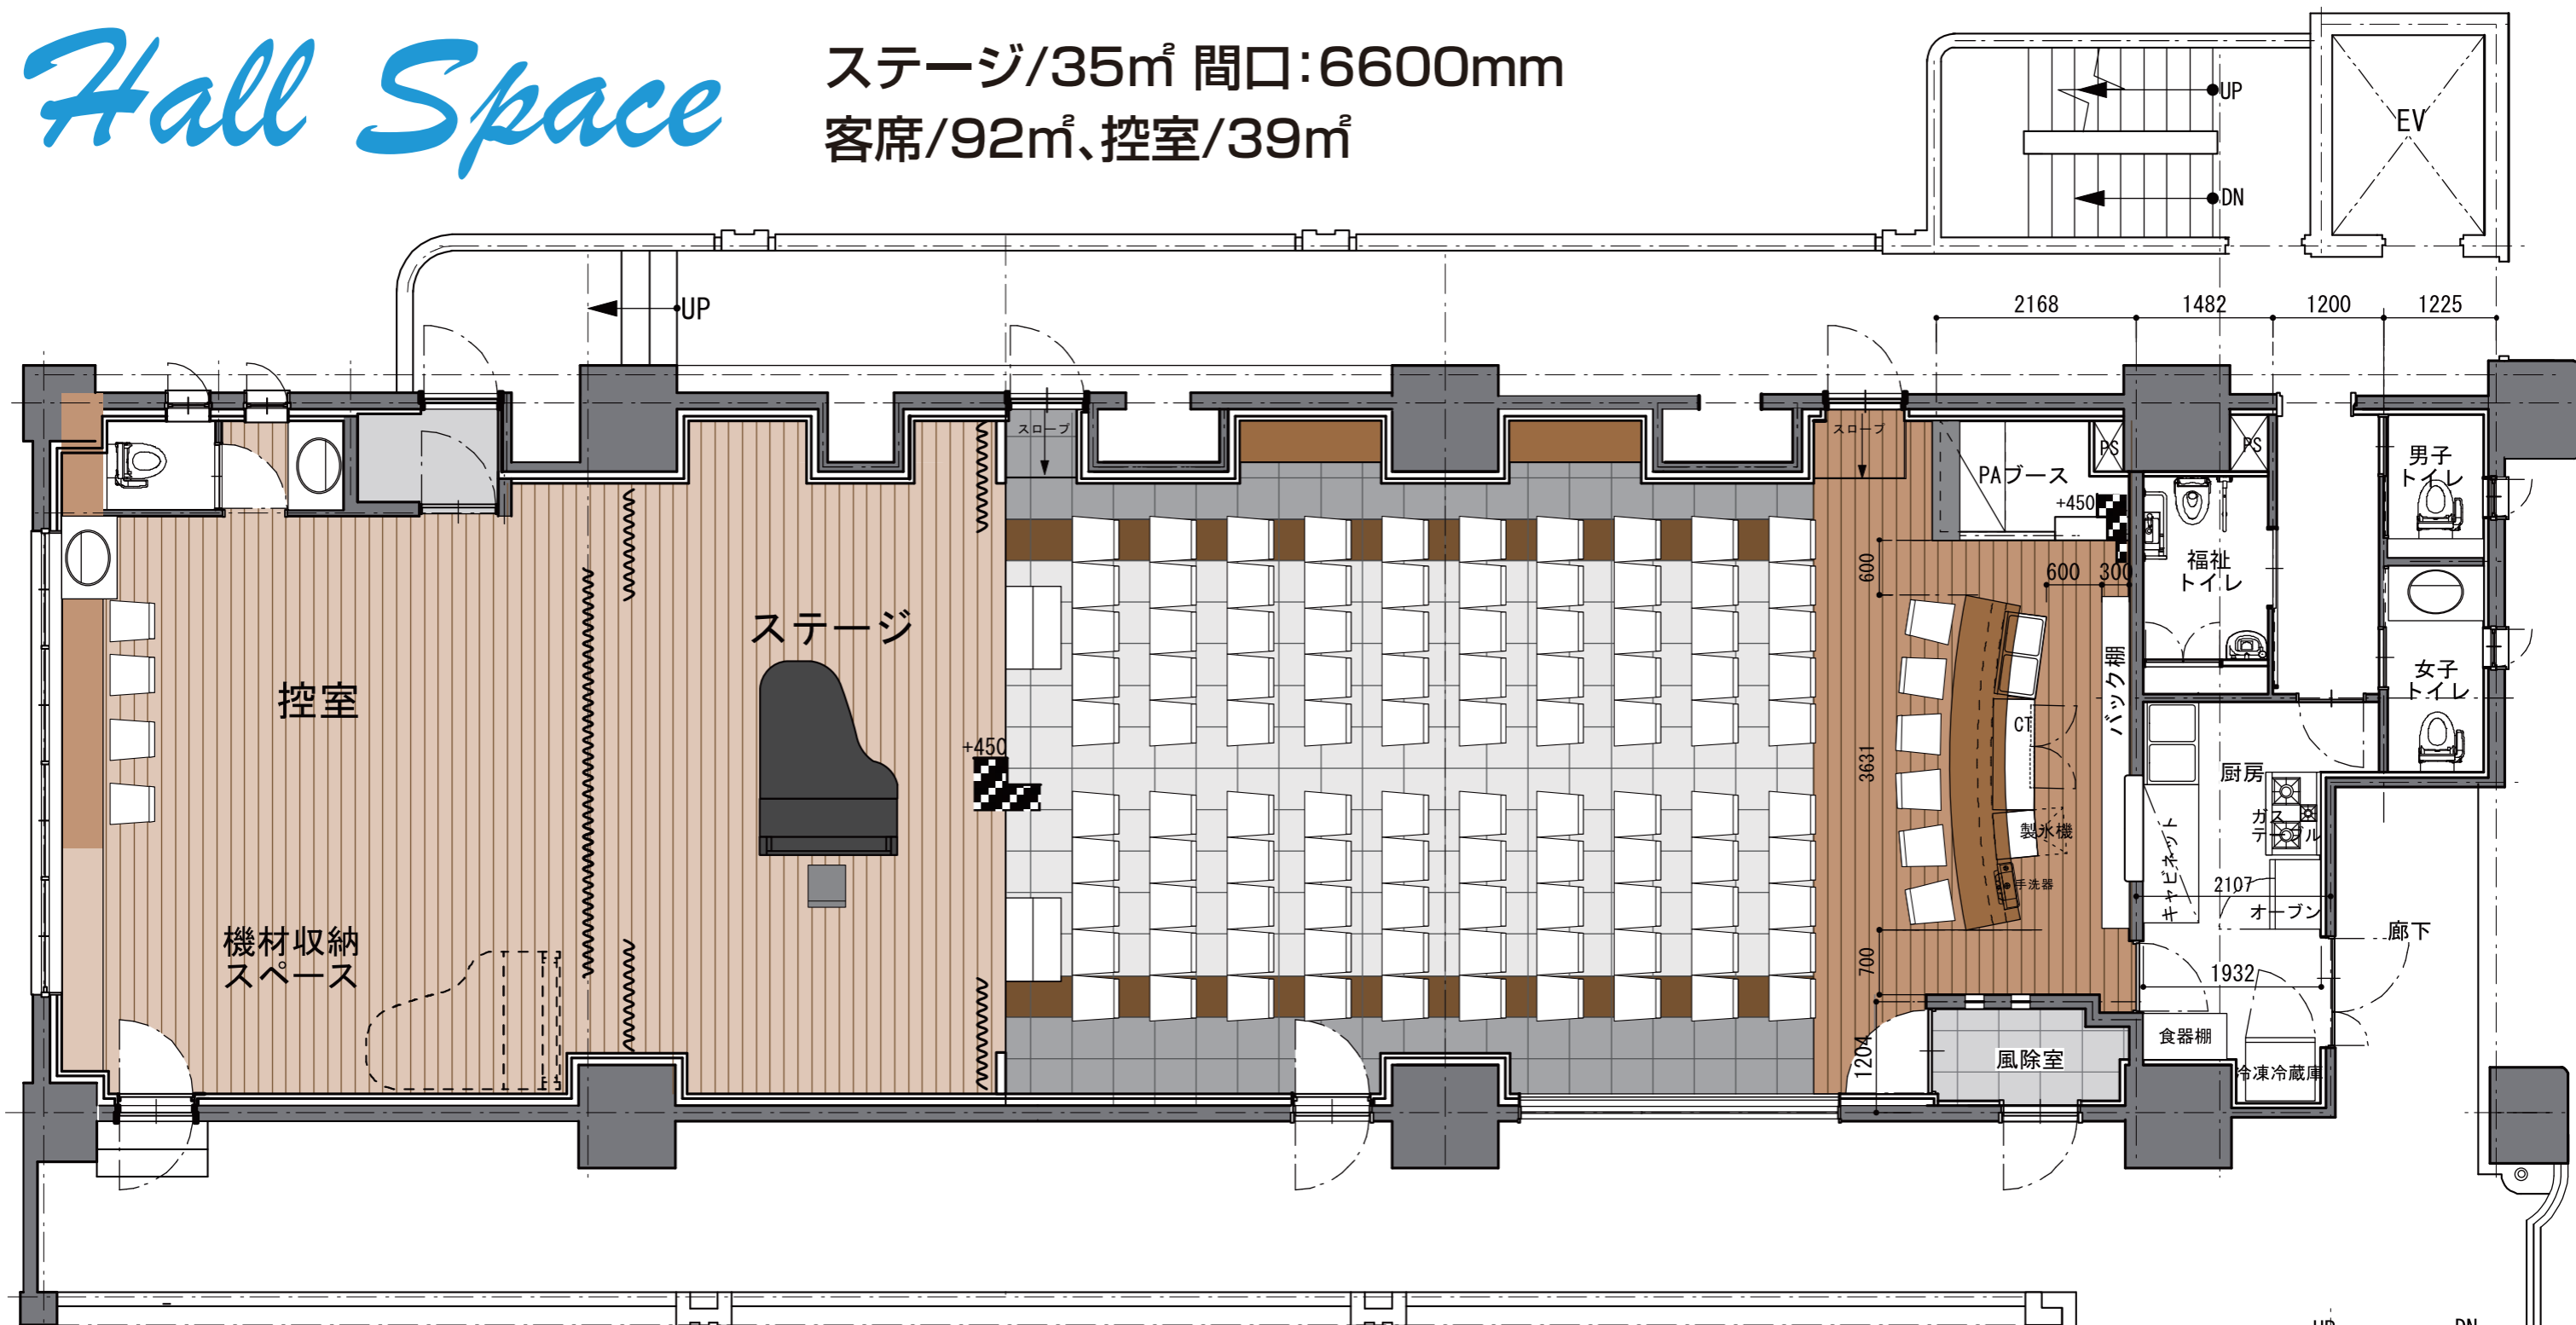 Hall Space
ステージ/35㎡ 間口:6600mm
客席/92㎡、控室/39㎡
UP
EV
DN
UP
2168
1482
1200
1225
スロープ
スロープ
PAブース
PS
PS
男子
トイレ
+450
福祉
トイレ
600
600
300
ステージ
控室
バック棚
女子
トイレ
CT
+450
3631
厨房
ガス
テーブル
製氷機
キャビネット
手洗器
2107
オーブン
機材収納
スペース
廊下
700
1932
1204
風除室
食器棚
冷凍冷蔵庫
UP
DN